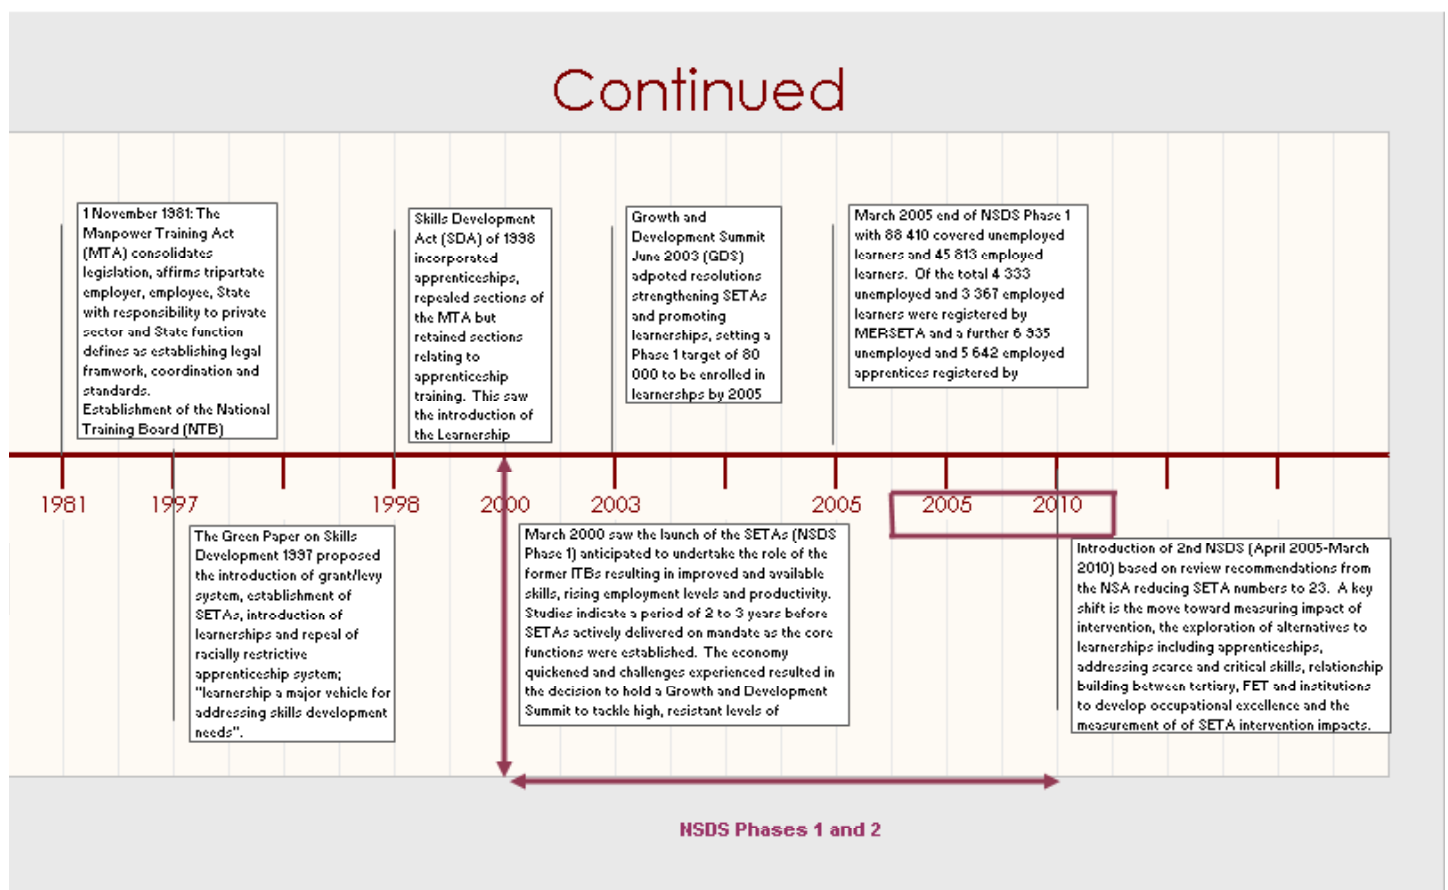 Continued
1 November 1981: The
Manpower Training Act
(MTA) consolidates
legislation, affirms tripartate
employer, employee, State
with responsibility to private
sector and State function
defines as establishing legal
framwork, coordination and
standards.
Establishment of the National
Training Board (NTB)
Skills Development
Act (SDA) of 1998
incorporated
apprenticeships,
repealed sections of
the MTA but
retained sections
relating to
apprenticeship
training. This saw
the introduction of
the Learnership
Growth and
Development Summit
June 2003 (GDS)
adpoted resolutions
strengthening SETAs
and promoting
learnerships, setting a
Phase 1 target of 80
000 to be enrolled in
learnershps by 2005
March 2005 end of NSDS Phase 1
with 88 410 covered unemployed
learners and 45 813 employed
learners. Of the total 4 333
unemployed and 3 367 employed
learners were registered by
MERSETA and a further 6 935
unemployed and 5 642 employed
apprentices registered by
1981 1997 1998 2000 2003 2005 2005 2010
The Green Paper on Skills
Development 1997 proposed
the introduction of grant/levy
system, establishment of
SETAs, introduction of
learnerships and repeal of
racially restrictive
apprenticeship system;
"learnership a major vehicle for
addressing skills development
needs".
March 2000 saw the launch of the SETAs (NSDS
Phase 1) anticipated to undertake the role of the
former ITBs resulting in improved and available
skills, rising employment levels and productivity.
Studies indicate a period of 2 to 3 years before
SETAs actively delivered on mandate as the core
functions were established. The economy
quickened and challenges experienced resulted in
the decision to hold a Growth and Development
Summit to tackle high, resistant levels of
Introduction of 2nd NSDS (April 2005-March
2010) based on review recommendations from
the NSA reducing SETA numbers to 23. A key
shift is the move toward measuring impact of
intervention, the exploration of alternatives to
learnerships including apprenticeships,
addressing scarce and critical skills, relationship
building between tertiary, FET and institutions
to develop occupational excellence and the
measurement of of SETA intervention impacts.
NSDS Phases 1 and 2